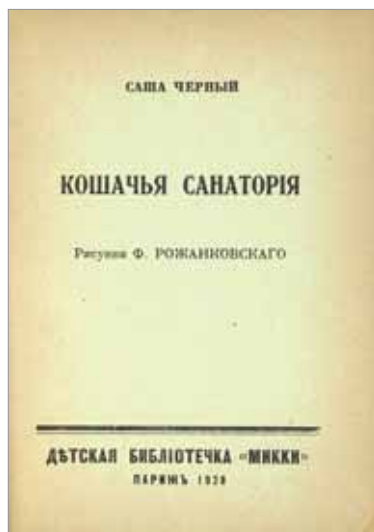 САША ЧЕРНЫЙ
КОШАЧЬЯ САНАТОРІЯ
Рисунки Ф. РОЖАНКОВСКАГО
ДѢТСКАЯ БИБЛІОТЕЧКА «МИККИ»
ПАРИЖЪ 1928